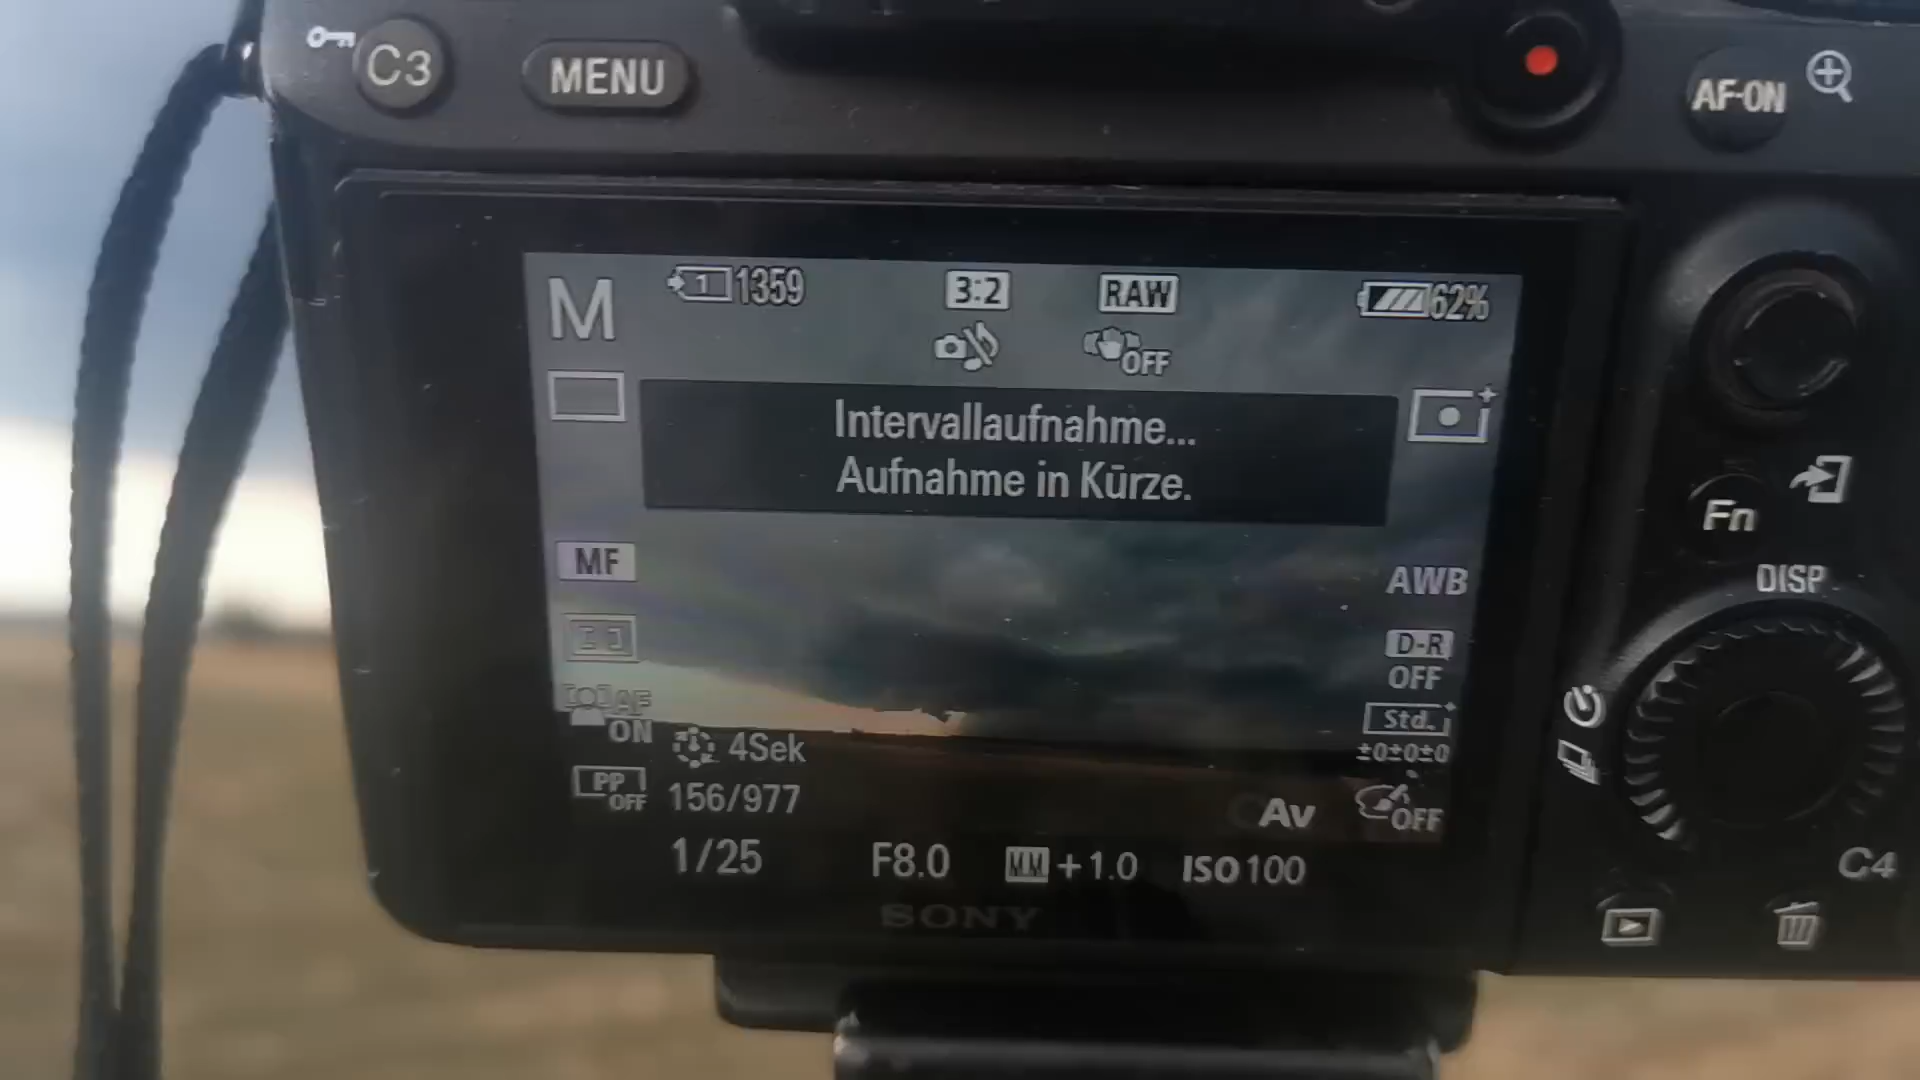 C3
MENU
AF-ON
M
1
1359
3:2
RAW
62%
OFF
Intervallaufnahme...
Aufnahme in Kürze.
Fn
MF
AWB
DISP
D-R
OFF
AF
ON
Std.
±0±0±0
4Sek
PP
OFF
156/977
Av
OFF
1/25
F8.0
M.M.
+1.0
ISO 100
C4
SONY